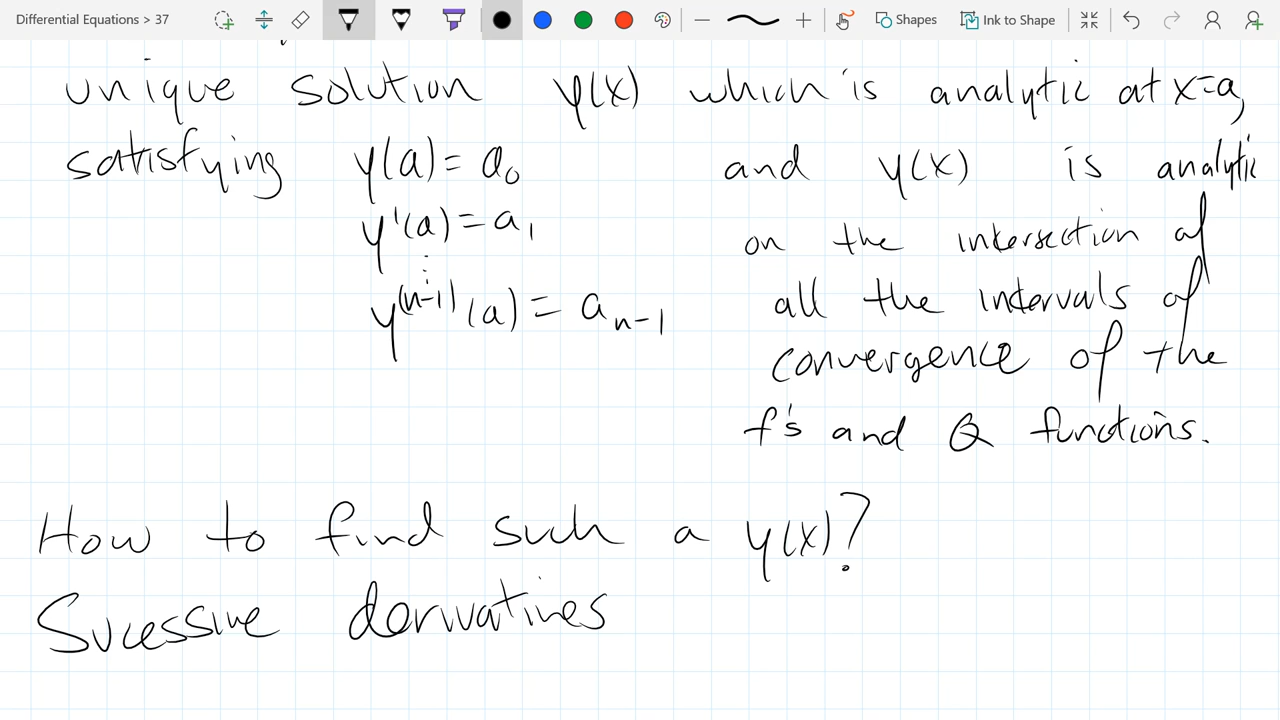 Differential Equations > 37
Shapes
Ink to Shape
unique solution y(x) which is analytic at x=a,
satisfying y(a) = a₀ and y(x) is analytic
y'(a) = a₁ on the intersection of
⋮
y⁽ⁿ⁻¹⁾(a) = aₙ₋₁ all the intervals of
convergence of the
f's and Q functions.
How to find such a y(x)?
Sucessive derivatives